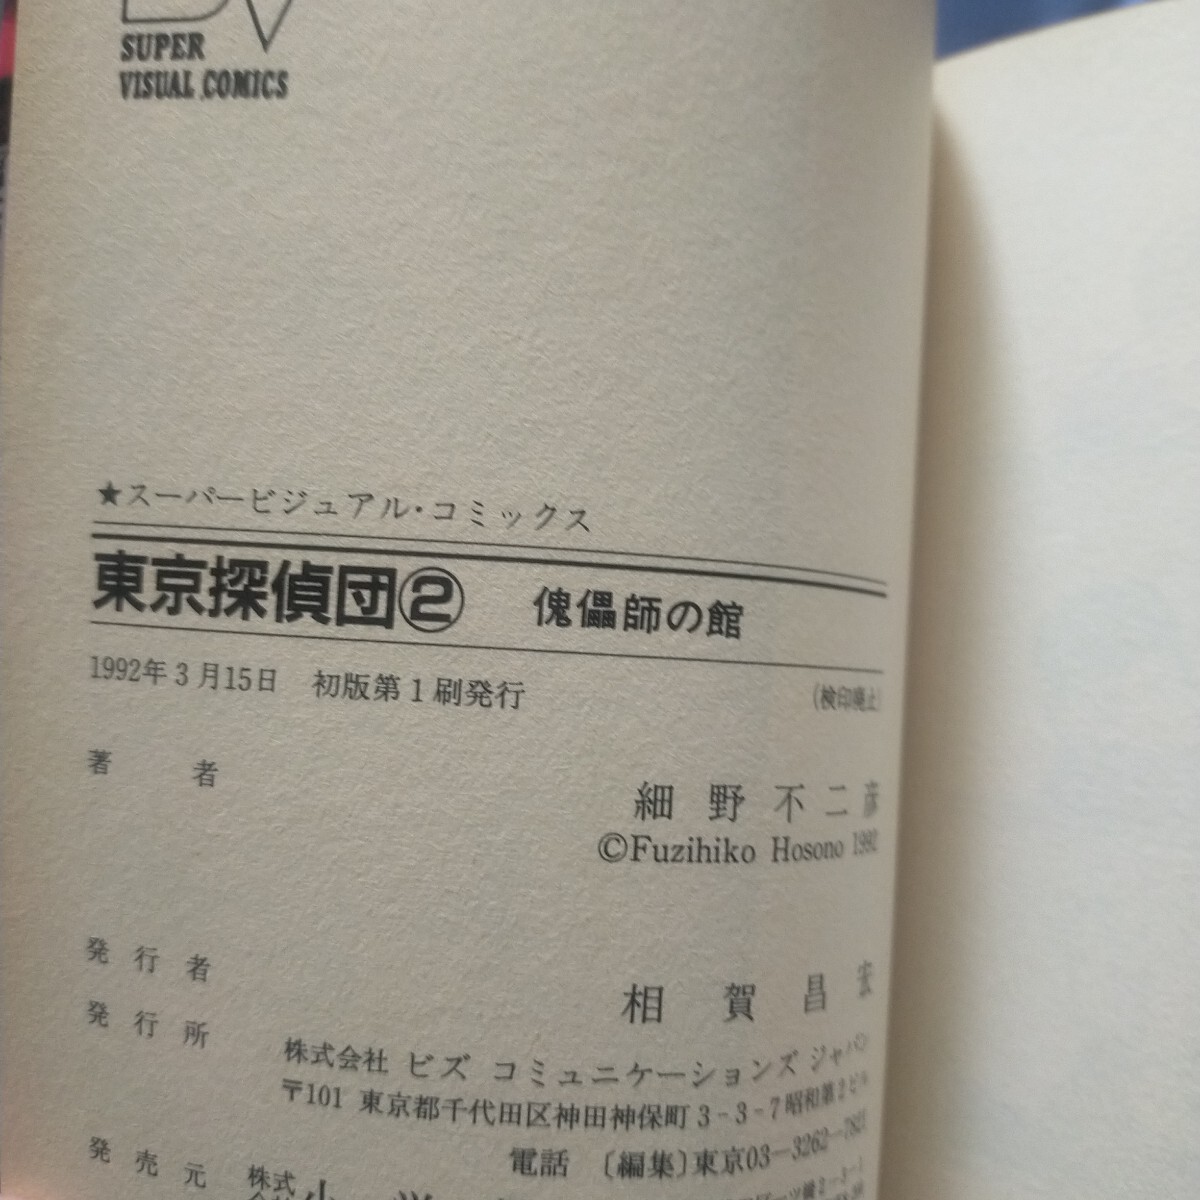 SUPER
VISUAL COMICS
★スーパービジュアル・コミックス
東京探偵団② 傀儡師の館
1992年3月15日 初版第1刷発行 (検印廃止)
著者 細野不二彦
©Fuzihiko Hosono 1992
発行者 相賀昌宏
発行所 株式会社 ビズ コミュニケーションズ ジャパン
〒101 東京都千代田区神田神保町3-3-7昭和第2ビル
電話 〔編集〕東京03-3262-7821
発売元 株式